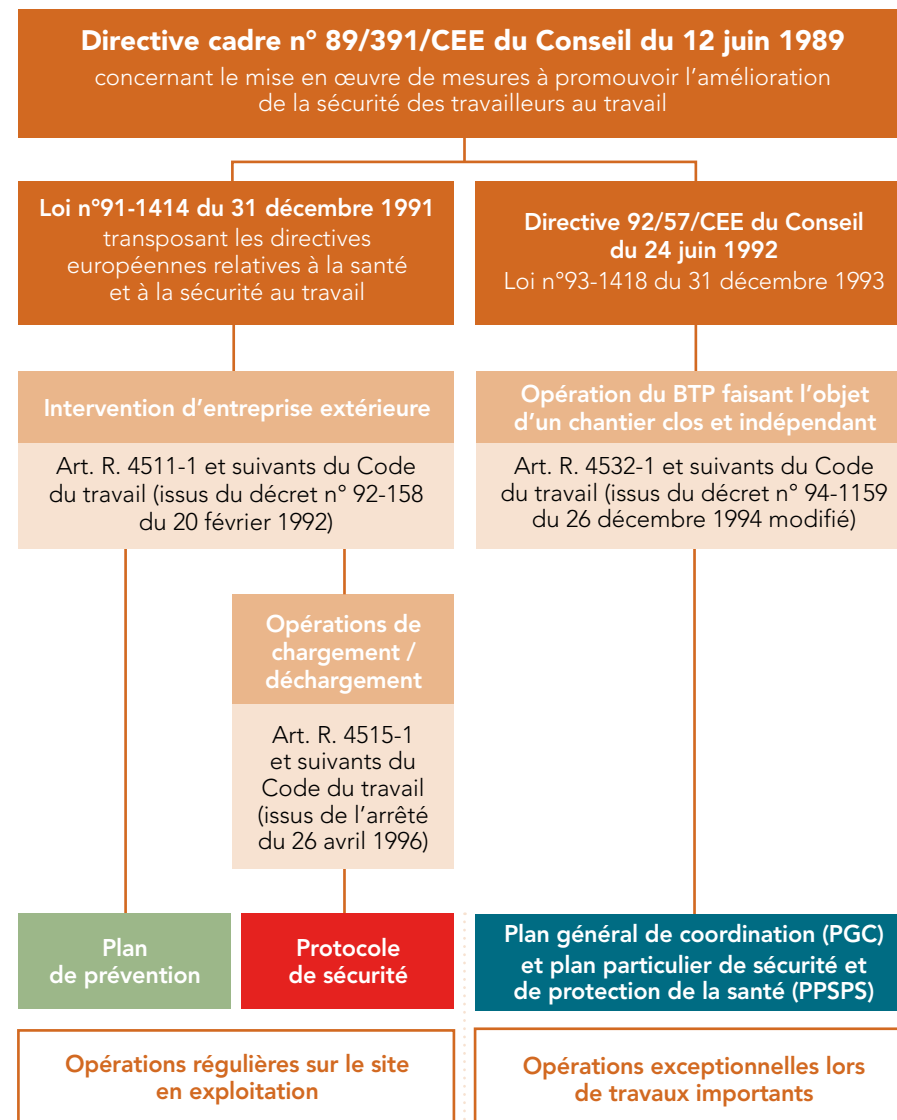 Directive cadre n° 89/391/CEE du Conseil du 12 juin 1989
concernant le mise en œuvre de mesures à promouvoir l’amélioration
de la sécurité des travailleurs au travail
Loi n°91-1414 du 31 décembre 1991
transposant les directives
européennes relatives à la santé
et à la sécurité au travail
Directive 92/57/CEE du Conseil
du 24 juin 1992
Loi n°93-1418 du 31 décembre 1993
Intervention d’entreprise extérieure
Art. R. 4511-1 et suivants du Code
du travail (issus du décret n° 92-158
du 20 février 1992)
Opération du BTP faisant l’objet
d’un chantier clos et indépendant
Art. R. 4532-1 et suivants du Code
du travail (issus du décret n° 94-1159
du 26 décembre 1994 modifié)
Opérations de
chargement /
déchargement
Art. R. 4515-1
et suivants du
Code du travail
(issus de l’arrêté
du 26 avril 1996)
Plan
de prévention
Protocole
de sécurité
Plan général de coordination (PGC)
et plan particulier de sécurité et
de protection de la santé (PPSPS)
Opérations régulières sur le site
en exploitation
Opérations exceptionnelles lors
de travaux importants